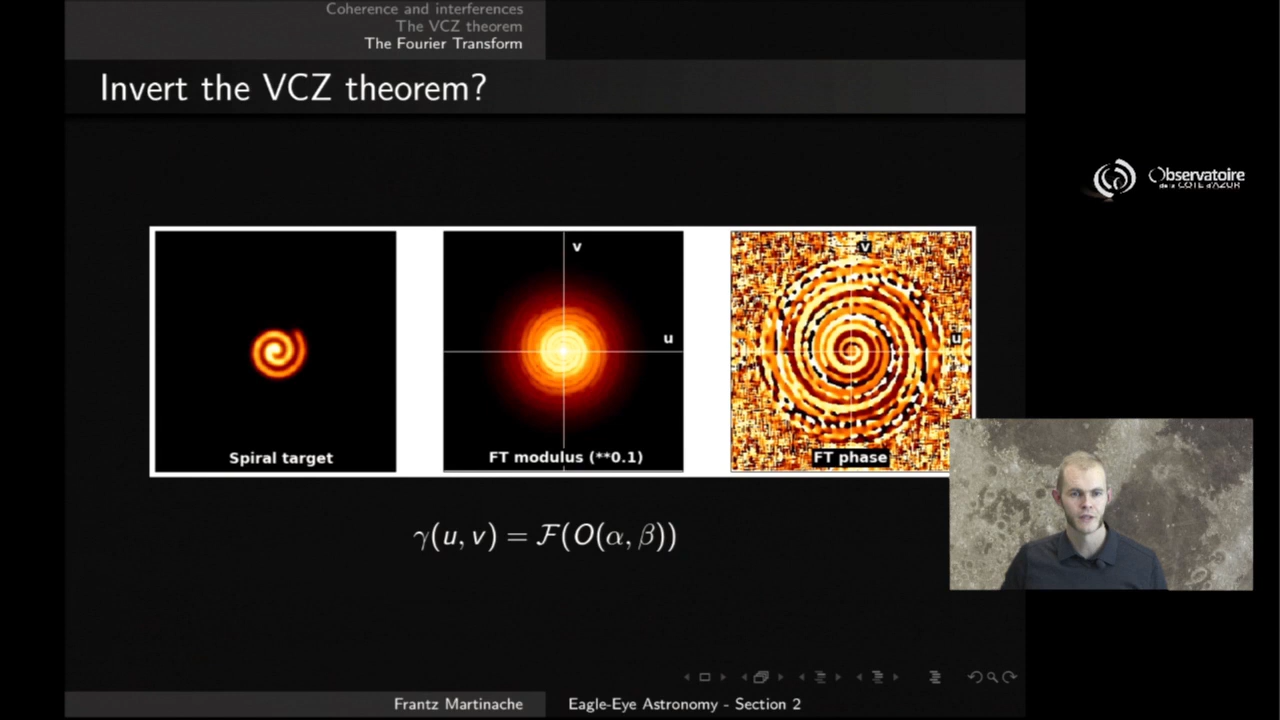 Coherence and interferences
The VCZ theorem
The Fourier Transform
Invert the VCZ theorem?
Observatoire
de la CÔTE d'AZUR
v
u
Spiral target
FT modulus (**0.1)
v
u
FT phase
γ(u, v) = ℱ(O(α, β))
Frantz Martinache
Eagle-Eye Astronomy - Section 2